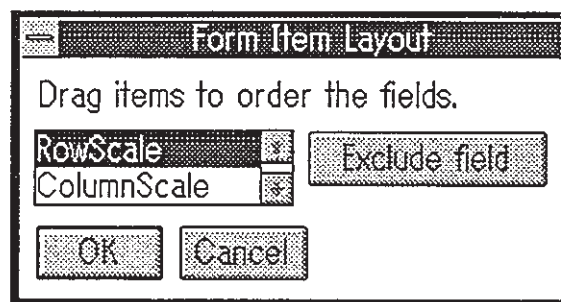 Form Item Layout
Drag items to order the fields.
RowScale
Exclude field
ColumnScale
OK Cancel